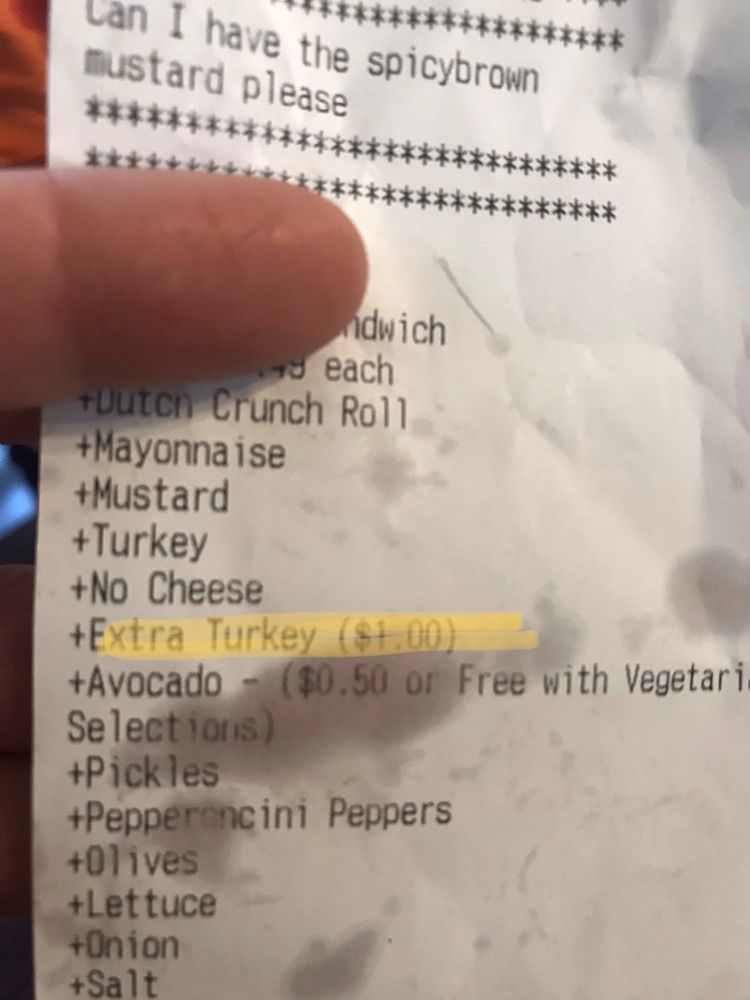 ******************
Can I have the spicybrown
mustard please
********************************
********************************
each
+Dutch Crunch Roll
+Mayonnaise
+Mustard
+Turkey
+No Cheese
+Extra Turkey ($1.00)
+Avocado - ($0.50 or Free with Vegetari
Selections)
+Pickles
+Pepperoncini Peppers
+Olives
+Lettuce
+Onion
+Salt